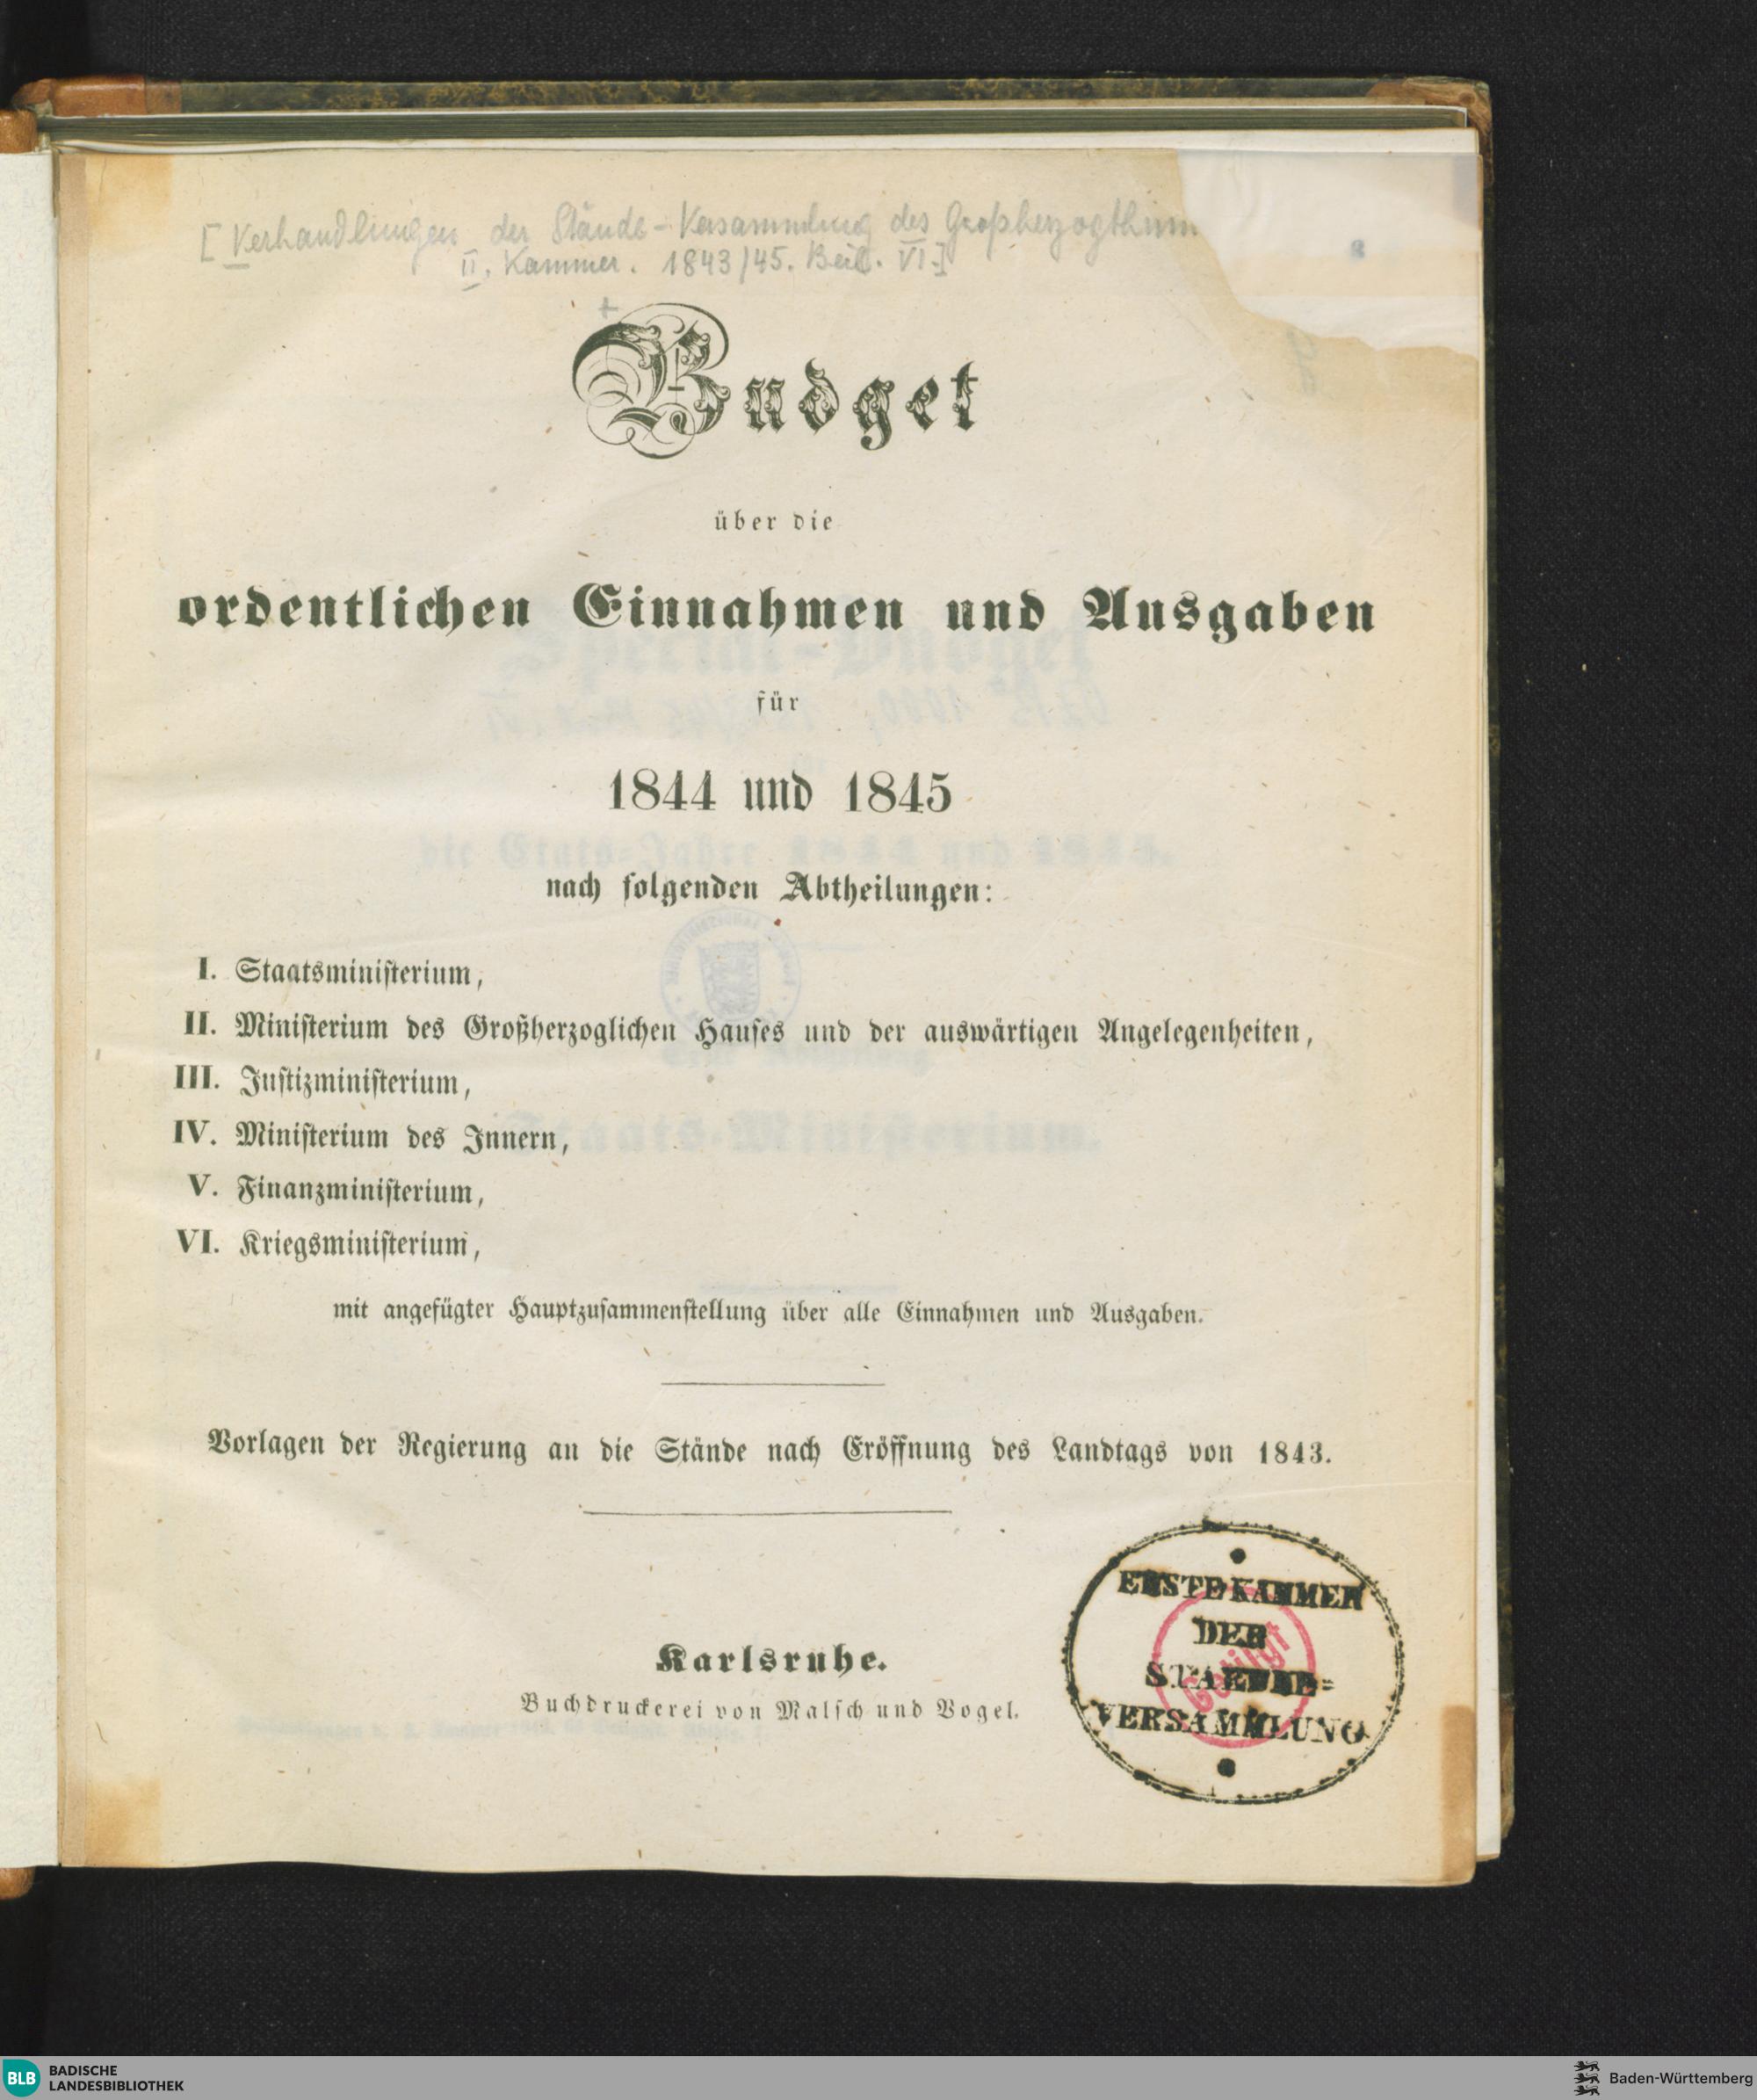 [Verhandlungen der Stände-Versammlung des Großherzogthum
II. Kammer. 1843/45. Beil. VI.]
Budget
über die
ordentlichen Einnahmen und Ausgaben
für
1844 und 1845
nach folgenden Abtheilungen:
I. Staatsministerium,
II. Ministerium des Großherzoglichen Hauses und der auswärtigen Angelegenheiten,
III. Justizministerium,
IV. Ministerium des Innern,
V. Finanzministerium,
VI. Kriegsministerium,
mit angefügter Hauptzusammenstellung über alle Einnahmen und Ausgaben.
Vorlagen der Regierung an die Stände nach Eröffnung des Landtags von 1843.
Karlsruhe.
Buchdruckerei von Malsch und Vogel.
ERSTE KAMMER
DER
STAENDE=
VERSAMMLUNG
Getilgt
BLB BADISCHE
LANDESBIBLIOTHEK
Baden-Württemberg